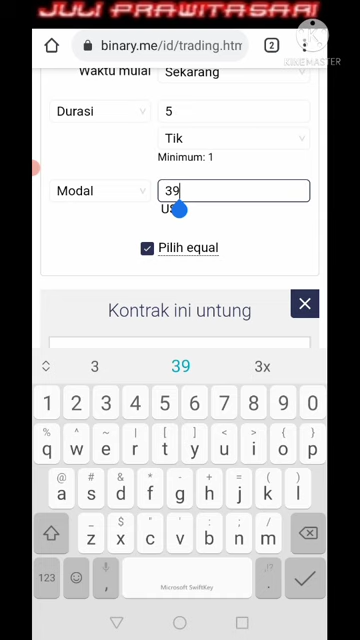 JULI PRAWITASARI
binary.me/id/trading.htm
2
KINEMASTER
Waktu mulai
Sekarang
Durasi
5
Tik
Minimum: 1
Modal
39
Pilih equal
Kontrak ini untung
3 39 3x
1 2 3 4 5 6 7 8 9 0
% ^ ~ | [ ] < > { }
q w e r t y u i o p
@ # & * - + = ( )
a s d f g h j k l
_ $ " ' : ; /
z x c v b n m
123 , Microsoft SwiftKey .